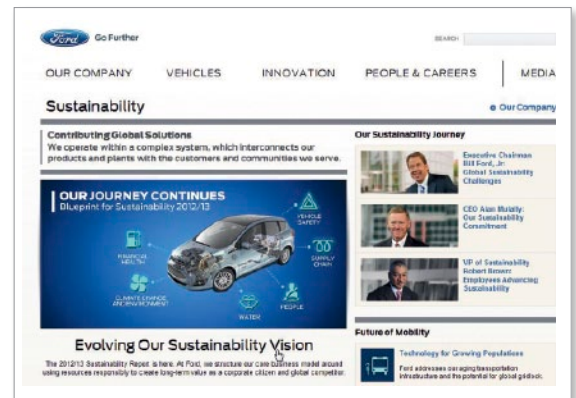 Ford Go Further
SEARCH
OUR COMPANY VEHICLES INNOVATION PEOPLE & CAREERS MEDIA
Sustainability
Our Company
Contributing Global Solutions
We operate within a complex system, which interconnects our
products and plants with the customers and communities we serve.
OUR JOURNEY CONTINUES
Blueprint for Sustainability 2012/13
VEHICLE
SAFETY
FINANCIAL
HEALTH
SUPPLY
CHAIN
CLIMATE CHANGE
AND ENVIRONMENT
PEOPLE
WATER
Evolving Our Sustainability Vision
The 2012/13 Sustainability Report is here. At Ford, we structure our core business model around
using resources responsibly to create long-term value as a corporate citizen and global competitor.
Our Sustainability Journey
Executive Chairman
Bill Ford, Jr:
Global Sustainability
Challenges
CEO Alan Mulally:
Our Sustainability
Commitment
VP of Sustainability
Robert Brown:
Employees Advancing
Sustainability
Future of Mobility
Technology for Growing Populations
Ford addresses our aging transportation
infrastructure and the potential for global gridlock.